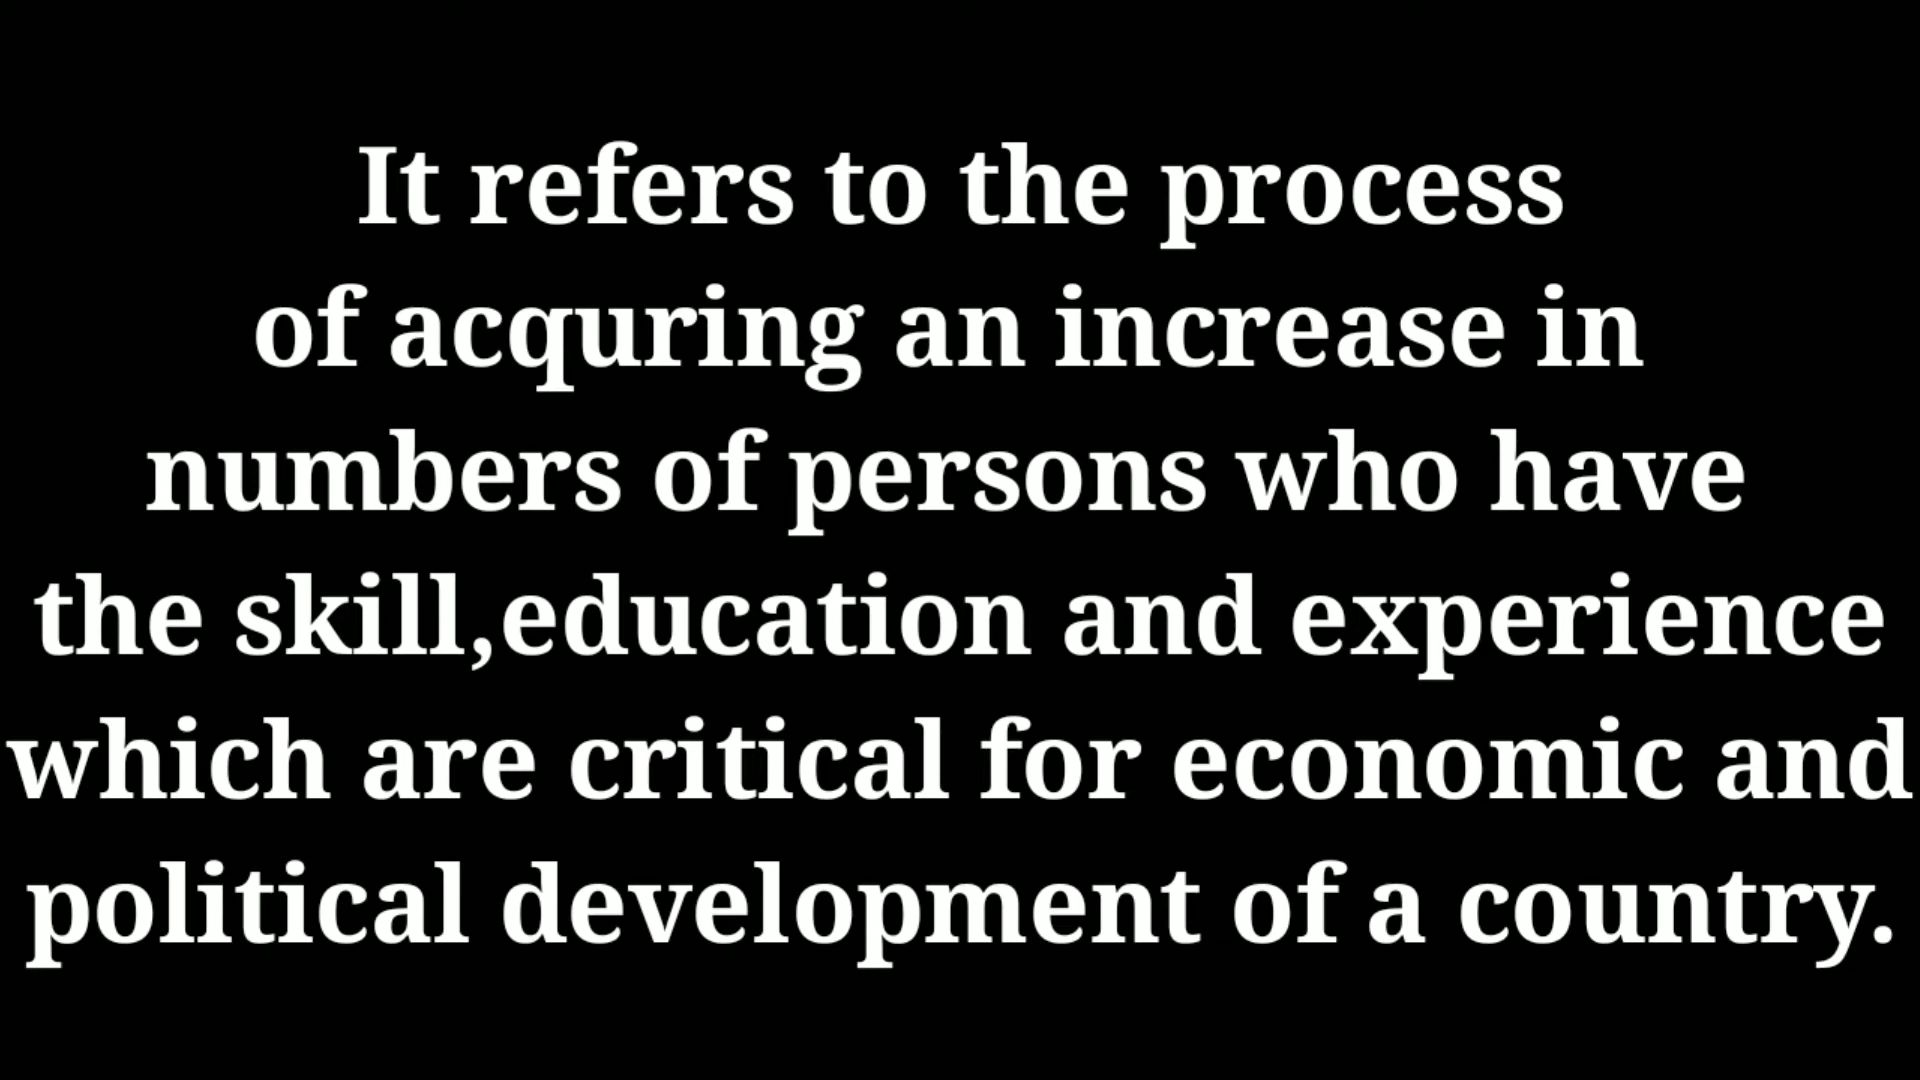 It refers to the process
of acquring an increase in
numbers of persons who have
the skill,education and experience
which are critical for economic and
political development of a country.